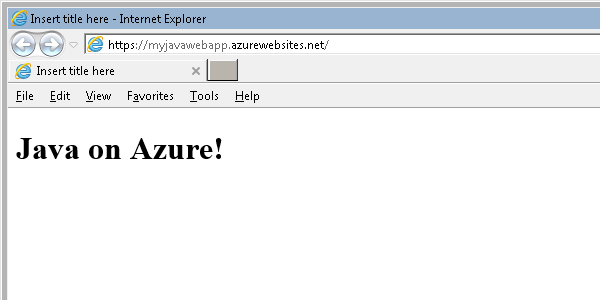 Insert title here - Internet Explorer
https://myjavawebapp.azurewebsites.net/
Insert title here
File Edit View Favorites Tools Help
Java on Azure!